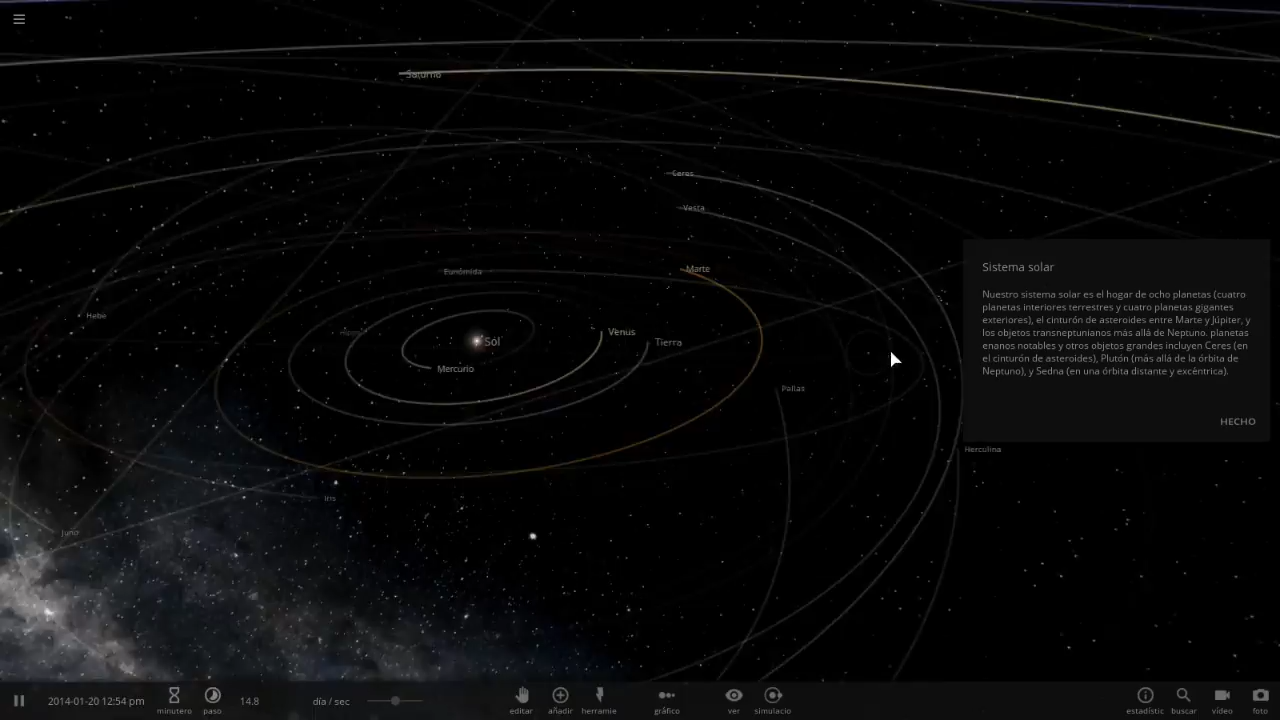 Saturno
Ceres
Vesta
Marte
Eunómida
Hebe
Venus
Sol
Tierra
Mercurio
Pallas
Iris
Juno
Herculina
Sistema solar
Nuestro sistema solar es el hogar de ocho planetas (cuatro
planetas interiores terrestres y cuatro planetas gigantes
exteriores), el cinturón de asteroides entre Marte y Júpiter, y
los objetos transneptunianos más allá de Neptuno. planetas
enanos notables y otros objetos grandes incluyen Ceres (en
el cinturón de asteroides), Plutón (más allá de la órbita de
Neptuno), y Sedna (en una órbita distante y excéntrica).
HECHO
2014-01-20 12:54 pm
minutero
paso
14.8
día / sec
editar
añadir
herramie
gráfico
ver
simulacio
estadístic
buscar
vídeo
foto